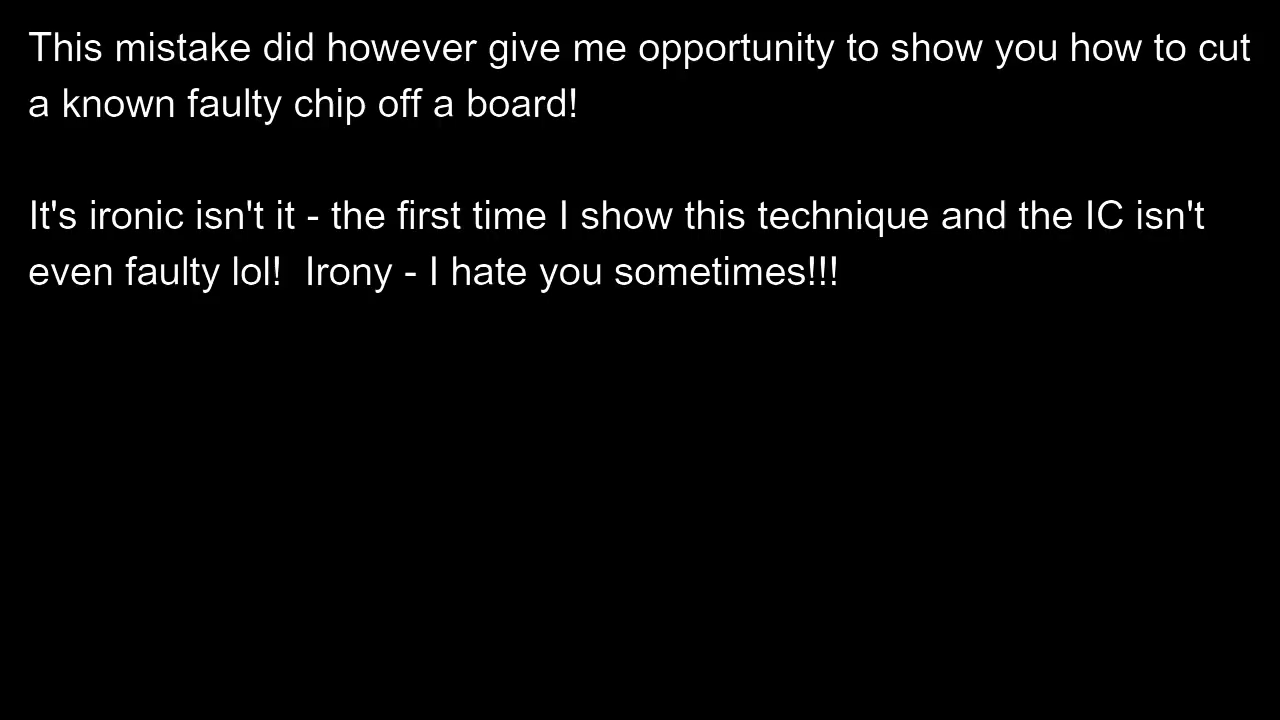 This mistake did however give me opportunity to show you how to cut
a known faulty chip off a board!
It's ironic isn't it - the first time I show this technique and the IC isn't
even faulty lol!  Irony - I hate you sometimes!!!